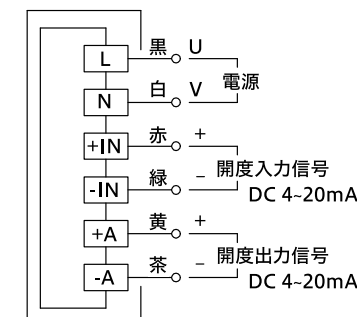 L 黒 U
電源
N 白 V
+IN 赤 +
開度入力信号
DC 4~20mA
-IN 緑 −
+A 黄 +
開度出力信号
DC 4~20mA
-A 茶 −